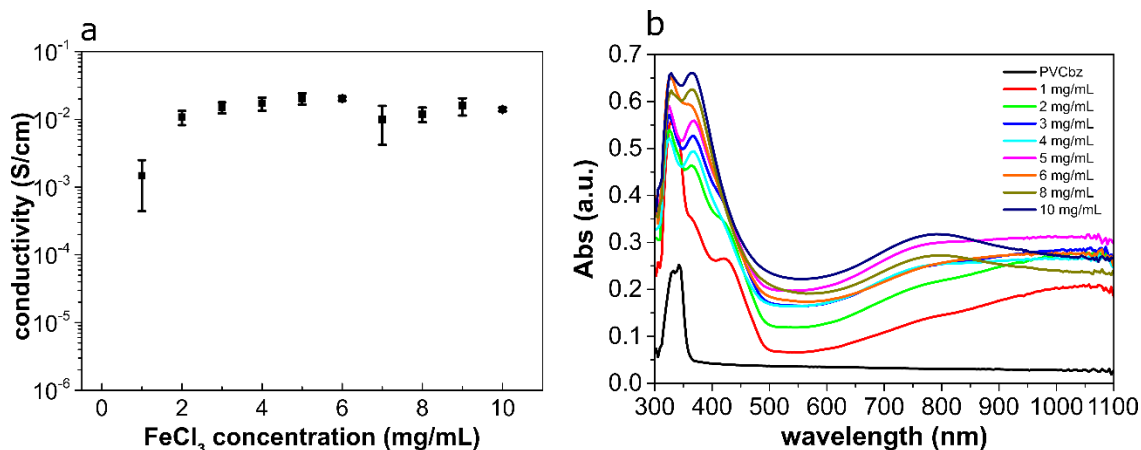 a
10⁻¹
10⁻²
10⁻³
10⁻⁴
10⁻⁵
10⁻⁶
conductivity (S/cm)
0 2 4 6 8 10
FeCl₃ concentration (mg/mL)
b
0.7
0.6
0.5
0.4
0.3
0.2
0.1
0.0
Abs (a.u.)
300 400 500 600 700 800 900 1000 1100
wavelength (nm)
PVCbz
1 mg/mL
2 mg/mL
3 mg/mL
4 mg/mL
5 mg/mL
6 mg/mL
8 mg/mL
10 mg/mL